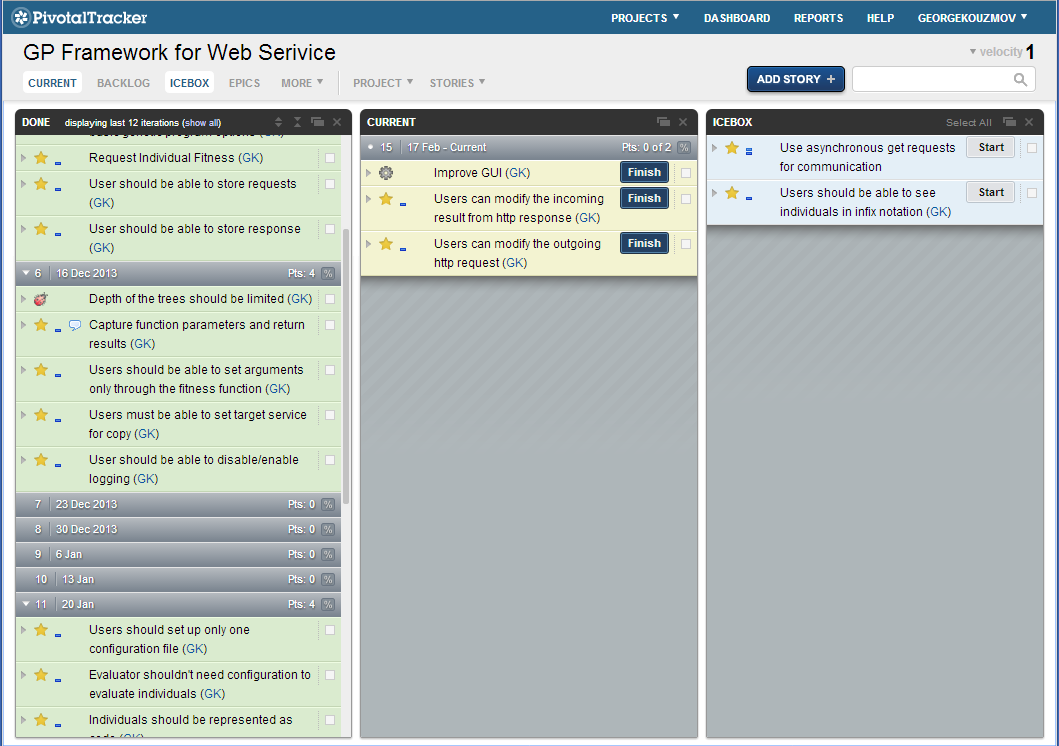 PivotalTracker
PROJECTS DASHBOARD REPORTS HELP GEORGEKOUZMOV
GP Framework for Web Serivice
velocity 1
CURRENT BACKLOG ICEBOX EPICS MORE PROJECT STORIES
ADD STORY +
DONE displaying last 12 iterations (show all)
Request Individual Fitness (GK)
User should be able to store requests
(GK)
User should be able to store response
(GK)
6 16 Dec 2013 Pts: 4 %
Depth of the trees should be limited (GK)
Capture function parameters and return
results (GK)
Users should be able to set arguments
only through the fitness function (GK)
Users must be able to set target service
for copy (GK)
User should be able to disable/enable
logging (GK)
7 23 Dec 2013 Pts: 0 %
8 30 Dec 2013 Pts: 0 %
9 6 Jan Pts: 0 %
10 13 Jan Pts: 0 %
11 20 Jan Pts: 4 %
Users should set up only one
configuration file (GK)
Evaluator shouldn't need configuration to
evaluate individuals (GK)
Individuals should be represented as
code (GK)
CURRENT
15 17 Feb - Current Pts: 0 of 2 %
Improve GUI (GK) Finish
Users can modify the incoming Finish
result from http response (GK)
Users can modify the outgoing Finish
http request (GK)
ICEBOX Select All
Use asynchronous get requests Start
for communication
Users should be able to see Start
individuals in infix notation (GK)